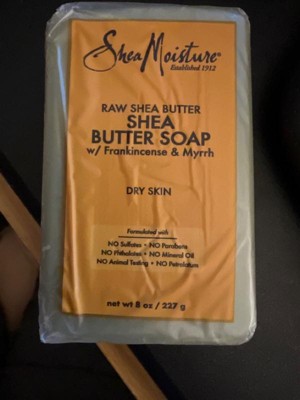 SheaMoisture®
Established 1912
RAW SHEA BUTTER
SHEA
BUTTER SOAP
w/ Frankincense & Myrrh
DRY SKIN
Formulated with
NO Sulfates • NO Parabens
NO Phthalates • NO Mineral Oil
NO Animal Testing • NO Petrolatum
net wt 8 oz / 227 g